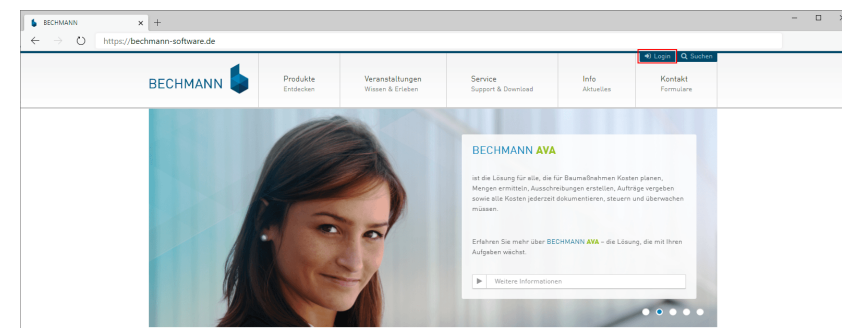 BECHMANN
https://bechmann-software.de
Login Suchen
BECHMANN
Produkte
Entdecken
Veranstaltungen
Wissen & Erleben
Service
Support & Download
Info
Aktuelles
Kontakt
Formulare
BECHMANN AVA
ist die Lösung für alle, die für Baumaßnahmen Kosten planen,
Mengen ermitteln, Ausschreibungen erstellen, Aufträge vergeben
sowie alle Kosten jederzeit dokumentieren, steuern und überwachen
müssen.
Erfahren Sie mehr über BECHMANN AVA – die Lösung, die mit Ihren
Aufgaben wächst.
Weitere Informationen